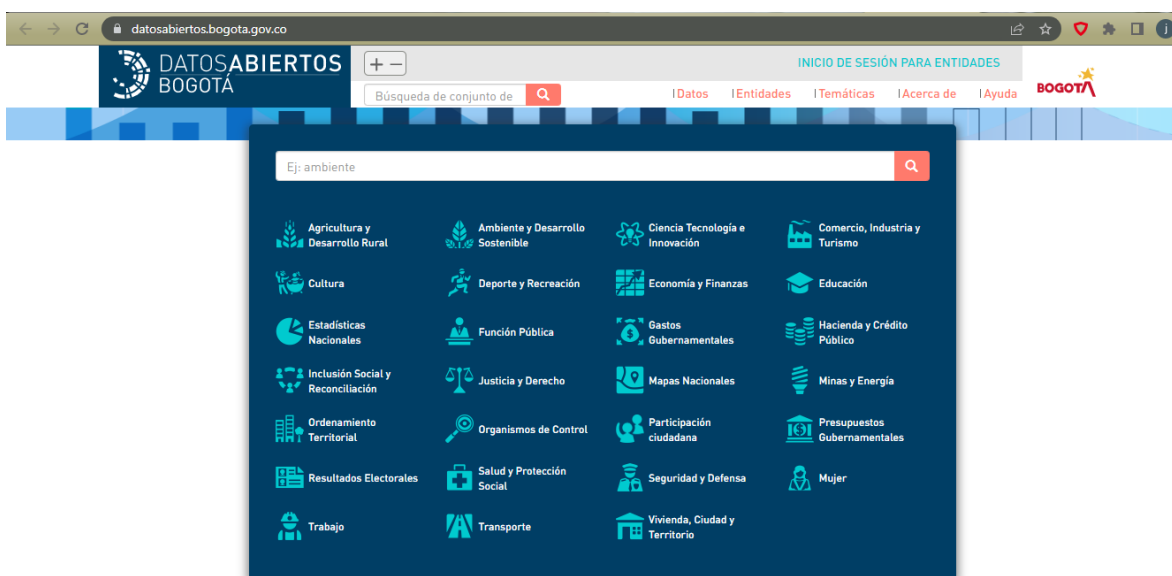 datosabiertos.bogota.gov.co
DATOSABIERTOS
BOGOTÁ
+ −
INICIO DE SESIÓN PARA ENTIDADES
Búsqueda de conjunto de
| Datos | Entidades | Temáticas | Acerca de | Ayuda
BOGOTÁ
Ej: ambiente
Agricultura y
Desarrollo Rural
Ambiente y Desarrollo
Sostenible
Ciencia Tecnología e
Innovación
Comercio, Industria y
Turismo
Cultura
Deporte y Recreación
Economía y Finanzas
Educación
Estadísticas
Nacionales
Función Pública
Gastos
Gubernamentales
Hacienda y Crédito
Público
Inclusión Social y
Reconciliación
Justicia y Derecho
Mapas Nacionales
Minas y Energía
Ordenamiento
Territorial
Organismos de Control
Participación
ciudadana
Presupuestos
Gubernamentales
Resultados Electorales
Salud y Protección
Social
Seguridad y Defensa
Mujer
Trabajo
Transporte
Vivienda, Ciudad y
Territorio